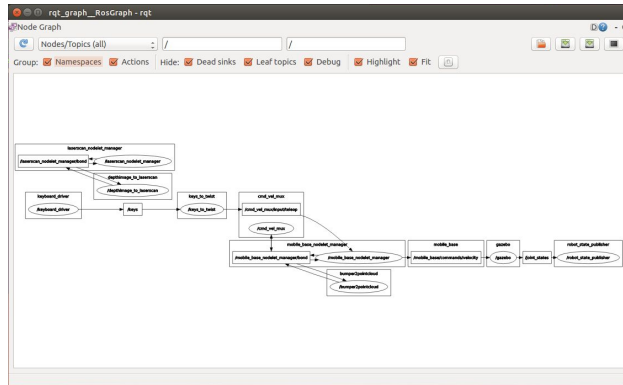 rqt_graph__RosGraph - rqt
Node Graph
D
Nodes/Topics (all)
/
/
Group: Namespaces Actions Hide: Dead sinks Leaf topics Debug Highlight Fit
laserscan_nodelet_manager
/laserscan_nodelet_manager/bond
/laserscan_nodelet_manager
depthimage_to_laserscan
/depthimage_to_laserscan
keyboard_driver
/keyboard_driver
/keys
keys_to_twist
/keys_to_twist
cmd_vel_mux
/cmd_vel_mux/input/teleop
/cmd_vel_mux
mobile_base_nodelet_manager
/mobile_base_nodelet_manager/bond
/mobile_base_nodelet_manager
bumper2pointcloud
/bumper2pointcloud
mobile_base
/mobile_base/commands/velocity
gazebo
/gazebo
/joint_states
robot_state_publisher
/robot_state_publisher